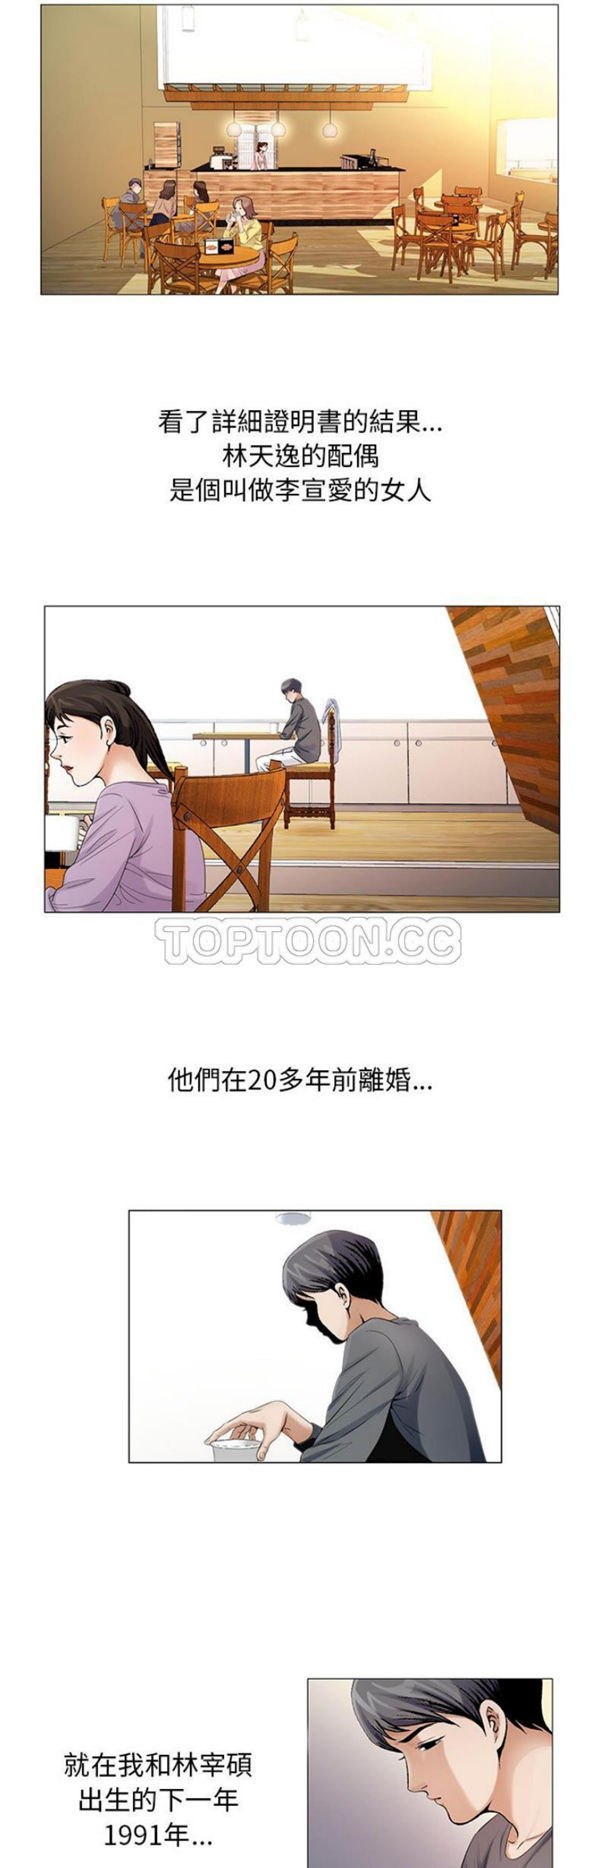 看了詳細證明書的結果...
林天逸的配偶
是個叫做李宣愛的女人
TOPTOON.CC
他們在20多年前離婚...
就在我和林宰碩
出生的下一年
1991年...